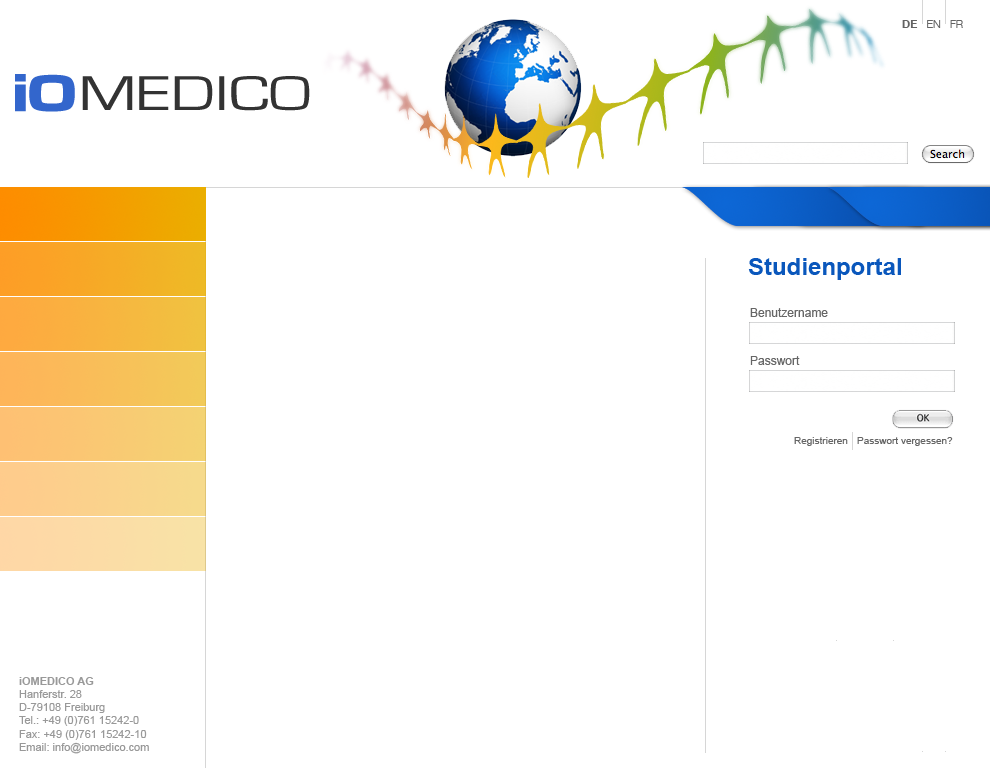 DE EN FR
iOMEDICO
Search
Studienportal
Benutzername
Passwort
OK
Registrieren Passwort vergessen?
iOMEDICO AG
Hanferstr. 28
D-79108 Freiburg
Tel.: +49 (0)761 15242-0
Fax: +49 (0)761 15242-10
Email: info@iomedico.com